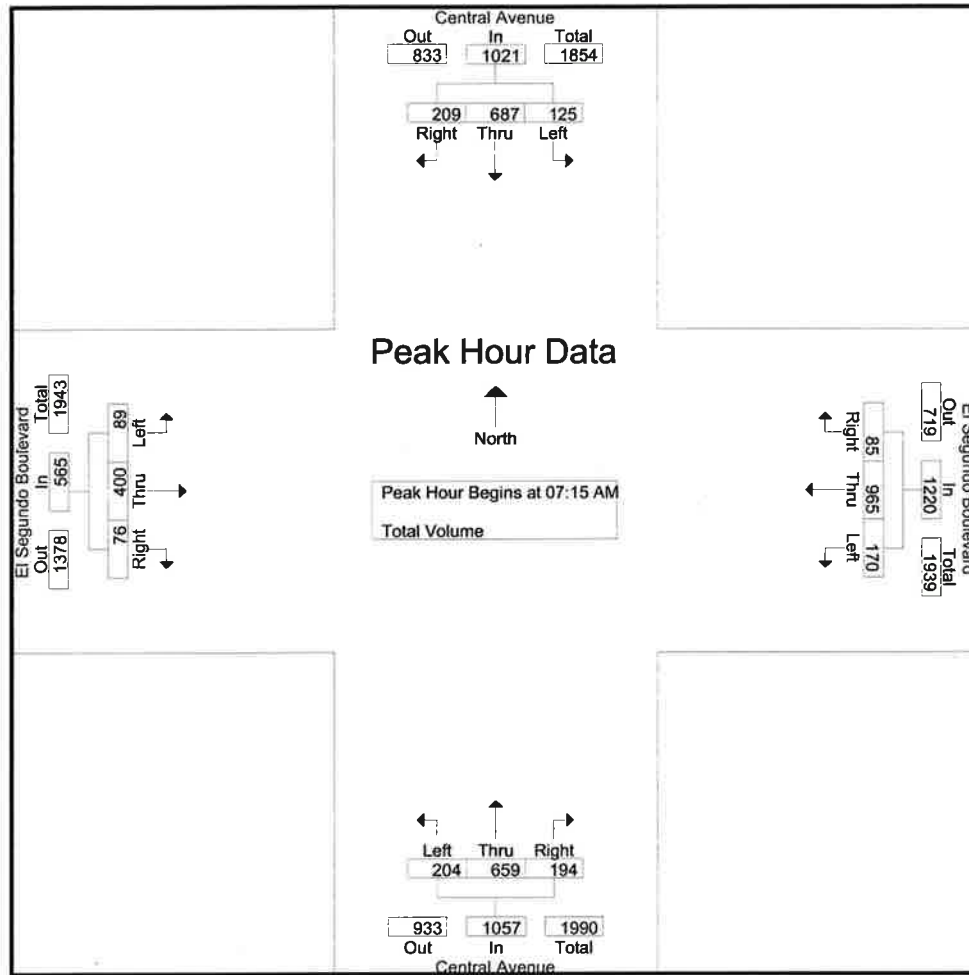 Central Avenue
Out In Total
833 1021 1854
209 687 125
Right Thru Left
Peak Hour Data
North
Peak Hour Begins at 07:15 AM
Total Volume
El Segundo Boulevard
Total In Out
1943 565 1378
89 400 76
Left Thru Right
El Segundo Boulevard
Out In Total
719 1220 1939
85 965 170
Right Thru Left
Left Thru Right
204 659 194
933 1057 1990
Out In Total
Central Avenue